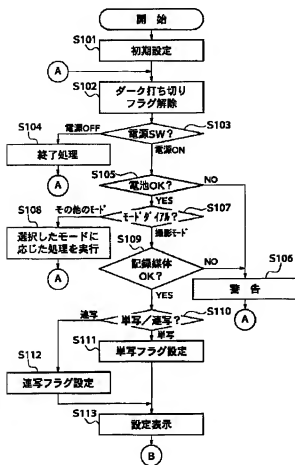 開始
S101
初期設定
A
S102
ダーク打ち切り
フラグ解除
S104
電源OFF
S103
電源SW?
終了処理
電源ON
S105
A
電池OK?
NO
YES
S108
その他のモード
S107
モードダイアル?
選択したモードに
応じた処理を実行
撮影モード
S109
A
記録媒体
OK?
NO
S106
警告
YES
A
連写
S110
単写/連写?
単写
S111
単写フラグ設定
S112
連写フラグ設定
S113
設定表示
B